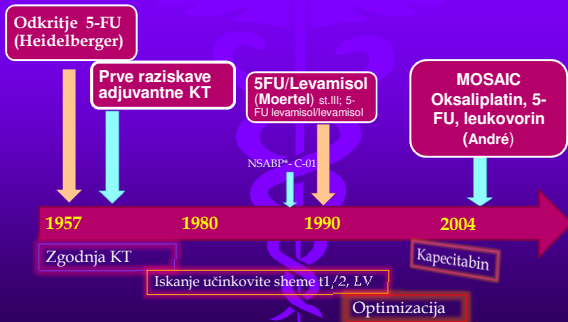 Odkritje 5-FU
(Heidelberger)
Prve raziskave
adjuvantne KT
5FU/Levamisol
(Moertel) st.III; 5-
FU levamisol/levamisol
MOSAIC
Oksaliplatin, 5-
FU, leukovorin
(André)
NSABP*- C-01
1957
1980
1990
2004
Zgodnja KT
Kapecitabin
Iskanje učinkovite sheme t1/2, LV
Optimizacija